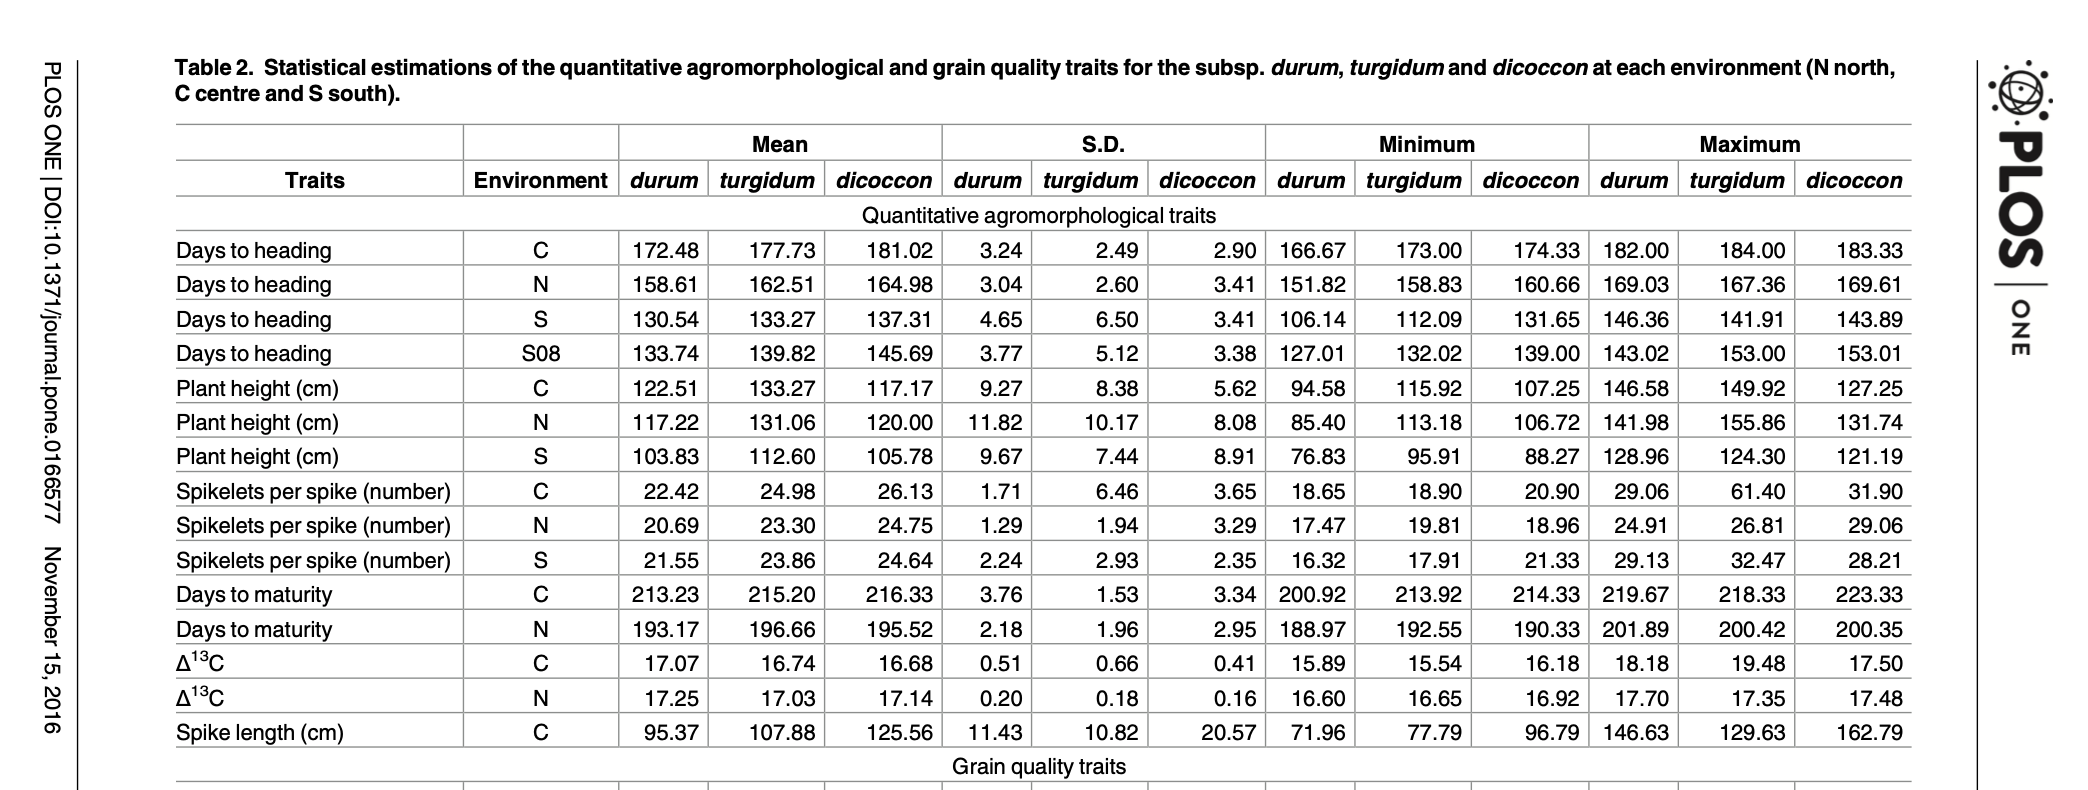 PLOS ONE | DOI:10.1371/journal.pone.0166577 November 15, 2016
Table 2. Statistical estimations of the quantitative agromorphological and grain quality traits for the subsp. durum, turgidum and dicoccon at each environment (N north,
C centre and S south).
Mean S.D. Minimum Maximum
Traits Environment durum turgidum dicoccon durum turgidum dicoccon durum turgidum dicoccon durum turgidum dicoccon
Quantitative agromorphological traits
Days to heading C 172.48 177.73 181.02 3.24 2.49 2.90 166.67 173.00 174.33 182.00 184.00 183.33
Days to heading N 158.61 162.51 164.98 3.04 2.60 3.41 151.82 158.83 160.66 169.03 167.36 169.61
Days to heading S 130.54 133.27 137.31 4.65 6.50 3.41 106.14 112.09 131.65 146.36 141.91 143.89
Days to heading S08 133.74 139.82 145.69 3.77 5.12 3.38 127.01 132.02 139.00 143.02 153.00 153.01
Plant height (cm) C 122.51 133.27 117.17 9.27 8.38 5.62 94.58 115.92 107.25 146.58 149.92 127.25
Plant height (cm) N 117.22 131.06 120.00 11.82 10.17 8.08 85.40 113.18 106.72 141.98 155.86 131.74
Plant height (cm) S 103.83 112.60 105.78 9.67 7.44 8.91 76.83 95.91 88.27 128.96 124.30 121.19
Spikelets per spike (number) C 22.42 24.98 26.13 1.71 6.46 3.65 18.65 18.90 20.90 29.06 61.40 31.90
Spikelets per spike (number) N 20.69 23.30 24.75 1.29 1.94 3.29 17.47 19.81 18.96 24.91 26.81 29.06
Spikelets per spike (number) S 21.55 23.86 24.64 2.24 2.93 2.35 16.32 17.91 21.33 29.13 32.47 28.21
Days to maturity C 213.23 215.20 216.33 3.76 1.53 3.34 200.92 213.92 214.33 219.67 218.33 223.33
Days to maturity N 193.17 196.66 195.52 2.18 1.96 2.95 188.97 192.55 190.33 201.89 200.42 200.35
Δ¹³C C 17.07 16.74 16.68 0.51 0.66 0.41 15.89 15.54 16.18 18.18 19.48 17.50
Δ¹³C N 17.25 17.03 17.14 0.20 0.18 0.16 16.60 16.65 16.92 17.70 17.35 17.48
Spike length (cm) C 95.37 107.88 125.56 11.43 10.82 20.57 71.96 77.79 96.79 146.63 129.63 162.79
Grain quality traits
PLOS | ONE